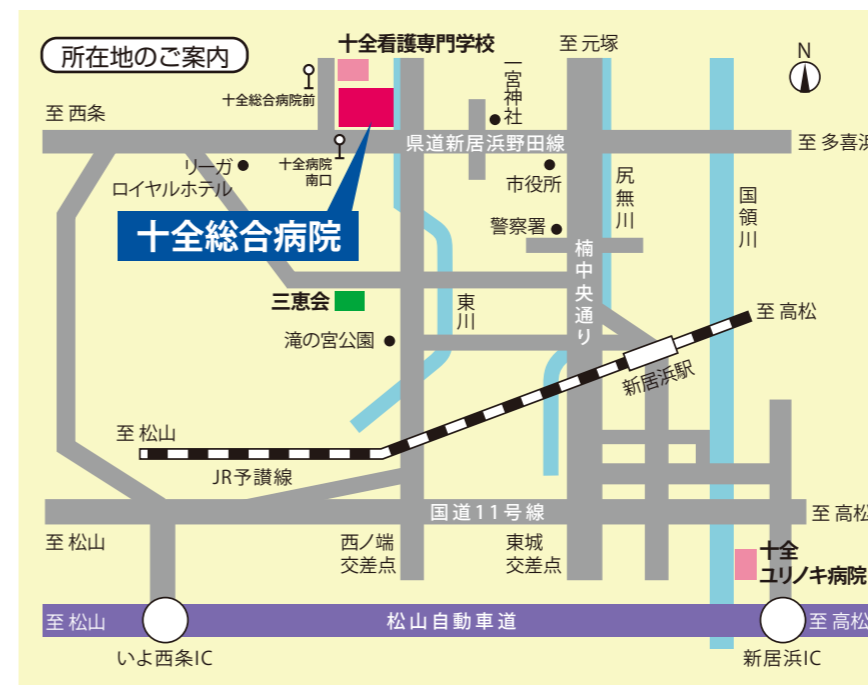 所在地のご案内
十全看護専門学校
至 元塚
N
十全総合病院前
一宮神社
至 西条
県道新居浜野田線
至 多喜浜
リーガ
ロイヤルホテル
十全病院
南口
市役所
尻無川
国領川
十全総合病院
警察署
楠中央通り
三恵会
東川
至 高松
滝の宮公園
新居浜駅
至 松山
JR予讃線
国道11号線
至 高松
至 松山
西ノ端
交差点
東城
交差点
十全
ユリノキ病院
至 松山
松山自動車道
至 高松
いよ西条IC
新居浜IC